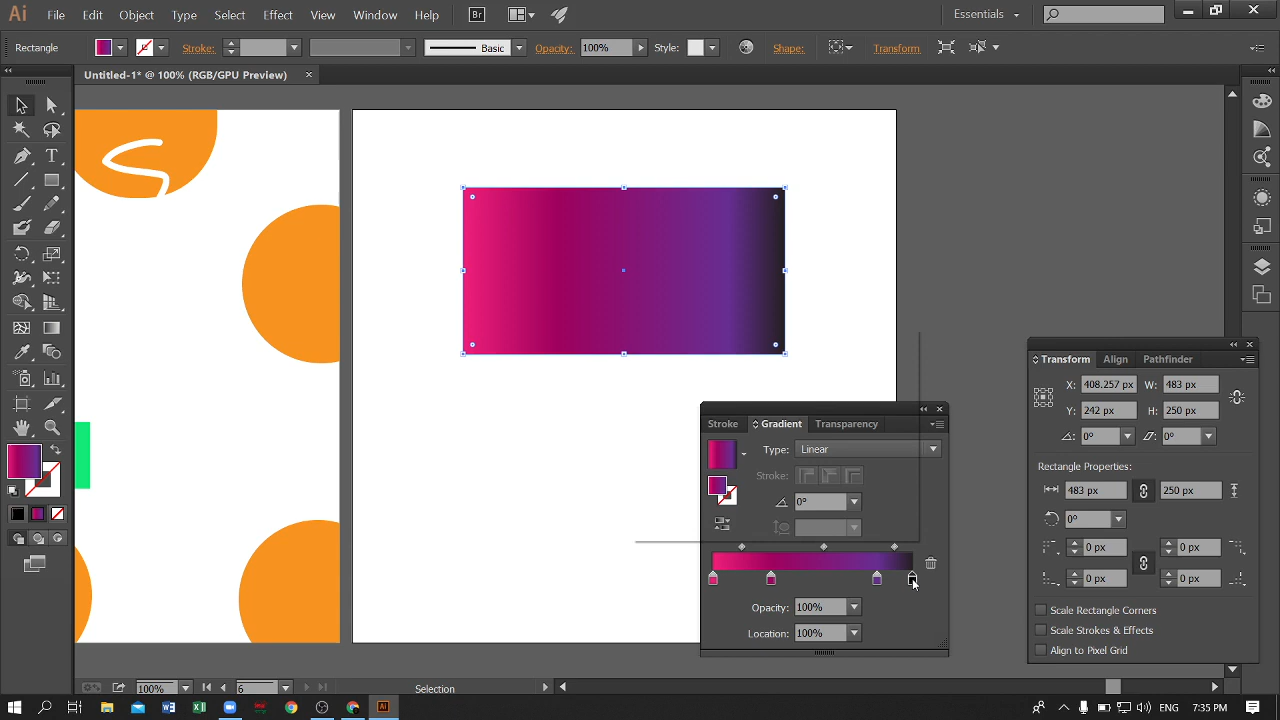 Ai File Edit Object Type Select Effect View Window Help Br Essentials
Rectangle Stroke: Basic Opacity: 100% Style: Shape: Transform
Untitled-1* @ 100% (RGB/GPU Preview) ×
S
Transform Align Pathfinder
X: 408.257 px W: 483 px
Y: 242 px H: 250 px
0° 0°
Rectangle Properties:
483 px 250 px
0°
0 px 0 px
0 px 0 px
Scale Rectangle Corners
Scale Strokes & Effects
Align to Pixel Grid
Stroke Gradient Transparency
Type: Linear
Stroke:
0°
Opacity: 100%
Location: 100%
100% 6 Selection
Ai 7:35 PM